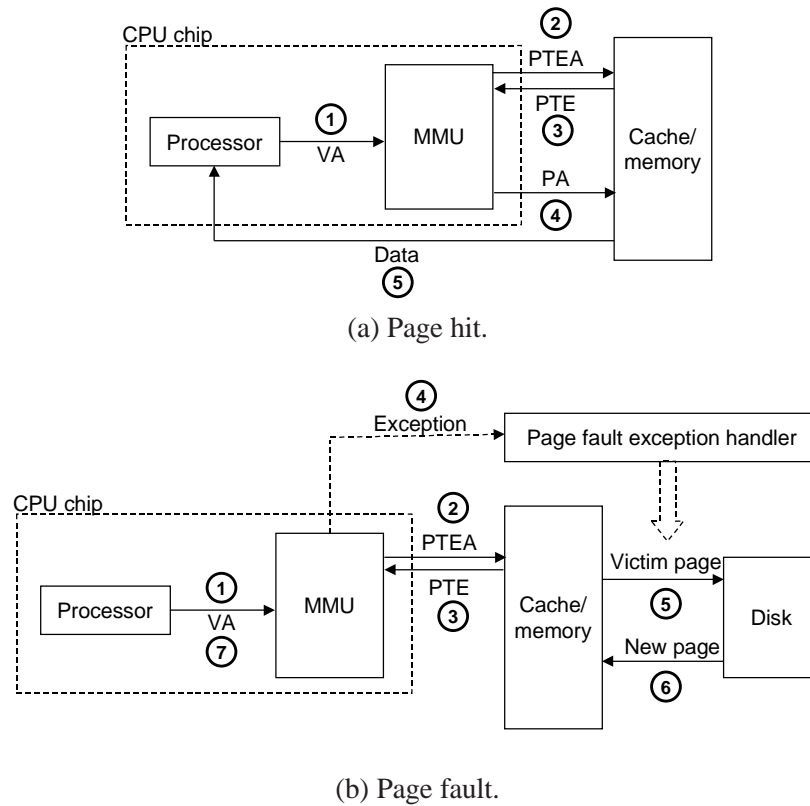 CPU chip
2
PTEA
PTE
3
1
VA
Processor
MMU
Cache/
memory
PA
4
Data
5
(a) Page hit.
4
Exception
Page fault exception handler
CPU chip
2
PTEA
PTE
3
1
VA
7
Processor
MMU
Cache/
memory
Victim page
5
New page
6
Disk
(b) Page fault.